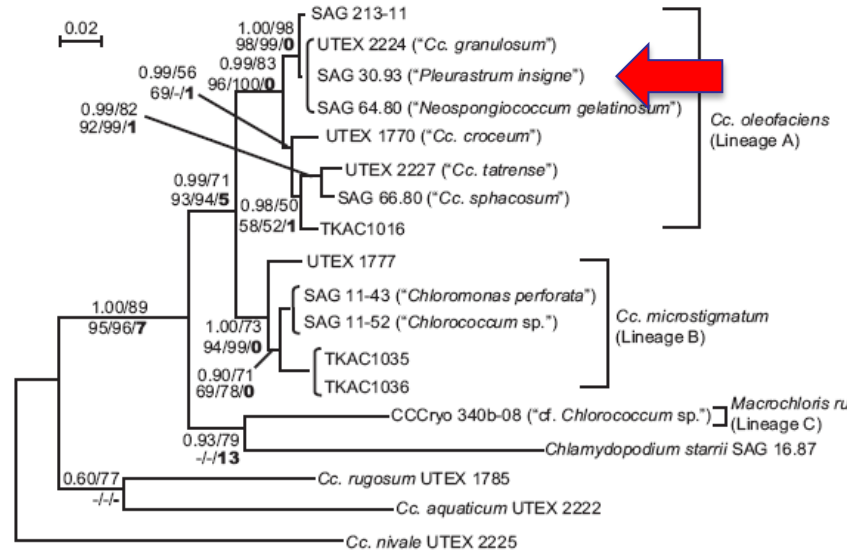 SAG 213-11
1.00/98
98/99/0
0.02
UTEX 2224 ("Cc. granulosum")
0.99/83
96/100/0
SAG 30.93 ("Pleurastrum insigne")
0.99/56
69/-/1
SAG 64.80 ("Neospongiococcum gelatinosum")
0.99/82
92/99/1
Cc. oleofaciens
(Lineage A)
UTEX 1770 ("Cc. croceum")
UTEX 2227 ("Cc. tatrense")
0.99/71
93/94/5
SAG 66.80 ("Cc. sphacosum")
0.98/50
58/52/1
TKAC1016
UTEX 1777
SAG 11-43 ("Chloromonas perforata")
1.00/89
95/96/7
SAG 11-52 ("Chlorococcum sp.")
Cc. microstigmatum
(Lineage B)
1.00/73
94/99/0
TKAC1035
0.90/71
69/78/0
TKAC1036
CCCryo 340b-08 ("cf. Chlorococcum sp.")
Macrochloris ru
(Lineage C)
0.93/79
-/-/13
Chlamydopodium starrii SAG 16.87
0.60/77
-/-/-
Cc. rugosum UTEX 1785
Cc. aquaticum UTEX 2222
Cc. nivale UTEX 2225